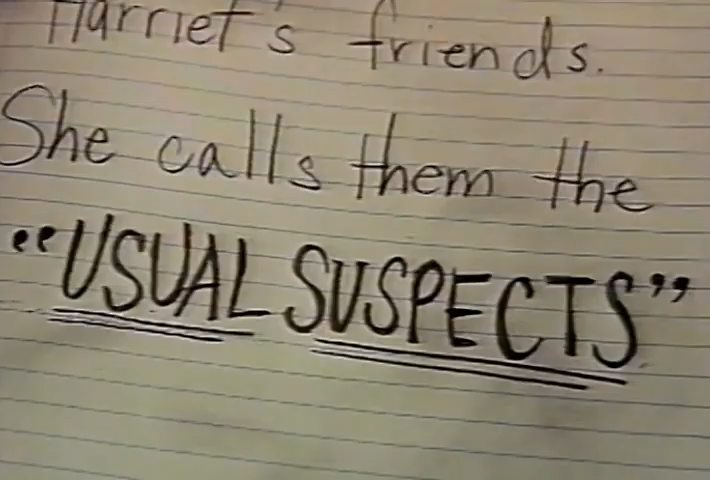 Harriet's friends.
She calls them the
"USUAL SUSPECTS"